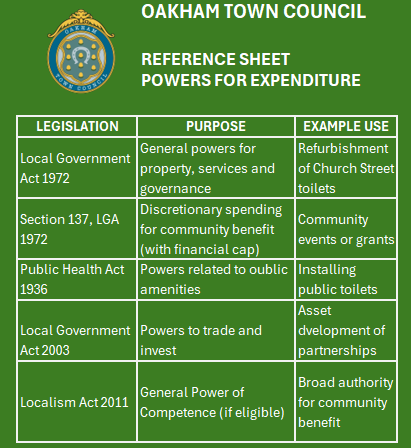 OAKHAM TOWN COUNCIL
OAKHAM
TOWN COUNCIL
REFERENCE SHEET
POWERS FOR EXPENDITURE
LEGISLATION PURPOSE EXAMPLE USE
Local Government
Act 1972
General powers for
property, services and
governance
Refurbishment
of Church Street
toilets
Section 137, LGA
1972
Discretionary spending
for community benefit
(with financial cap)
Community
events or grants
Public Health Act
1936
Powers related to oublic
amenities
Installing
public toilets
Local Government
Act 2003
Powers to trade and
invest
Asset
dvelopment of
partnerships
Localism Act 2011
General Power of
Competence (if eligible)
Broad authority
for community
benefit